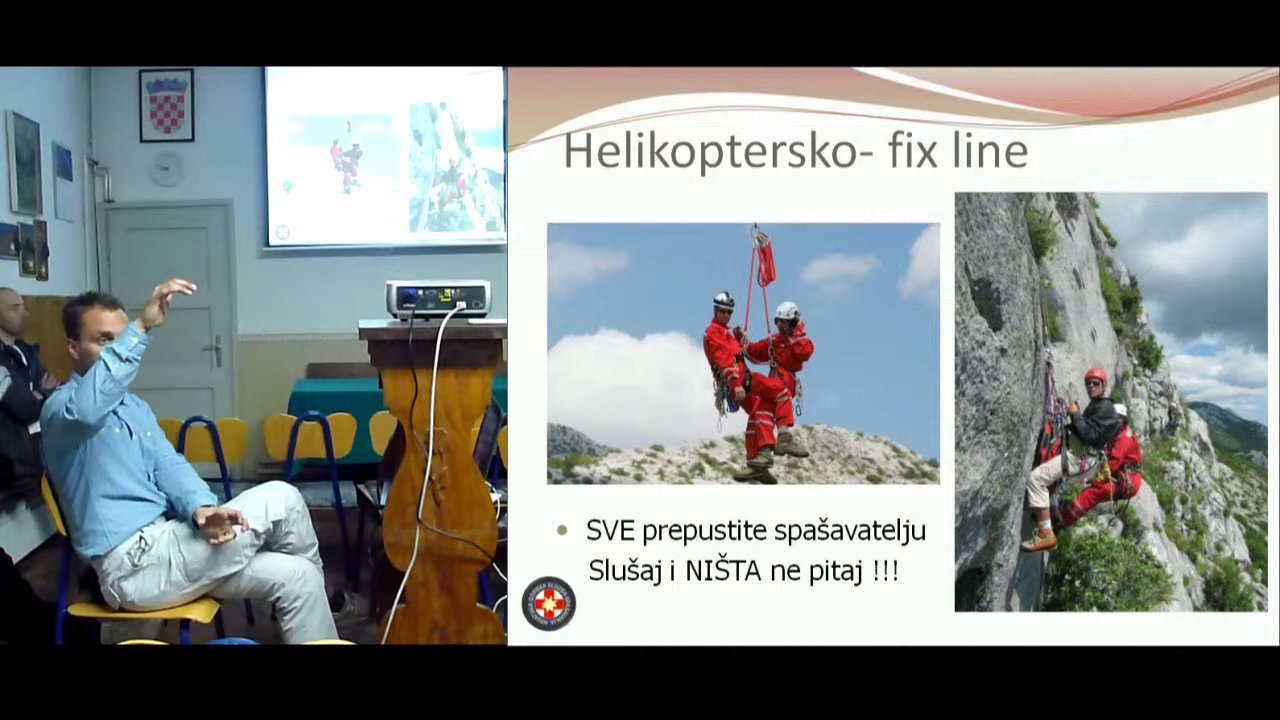 Helikoptersko- fix line
SVE prepustite spašavatelju
Slušaj i NIŠTA ne pitaj !!!